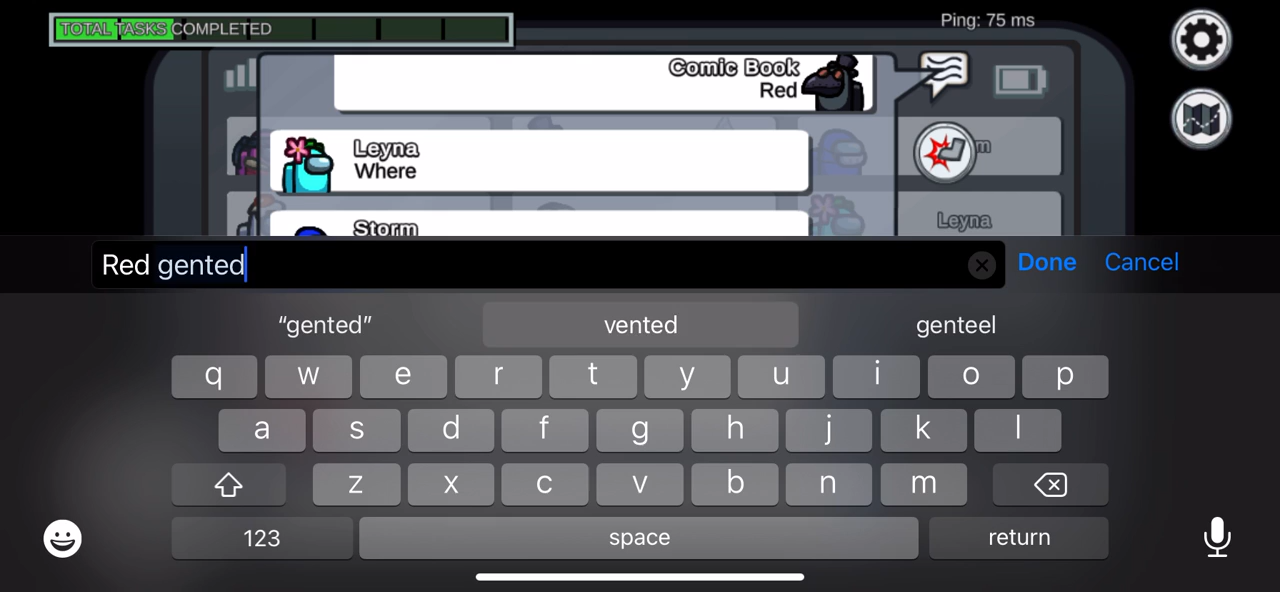 TOTAL TASKS COMPLETED
Ping: 75 ms
Comic Book
Red
Leyna
Where
m
Storm
Leyna
Red gented
Done
Cancel
“gented”
vented
genteel
q w e r t y u i o p
a s d f g h j k l
z x c v b n m
123
space
return